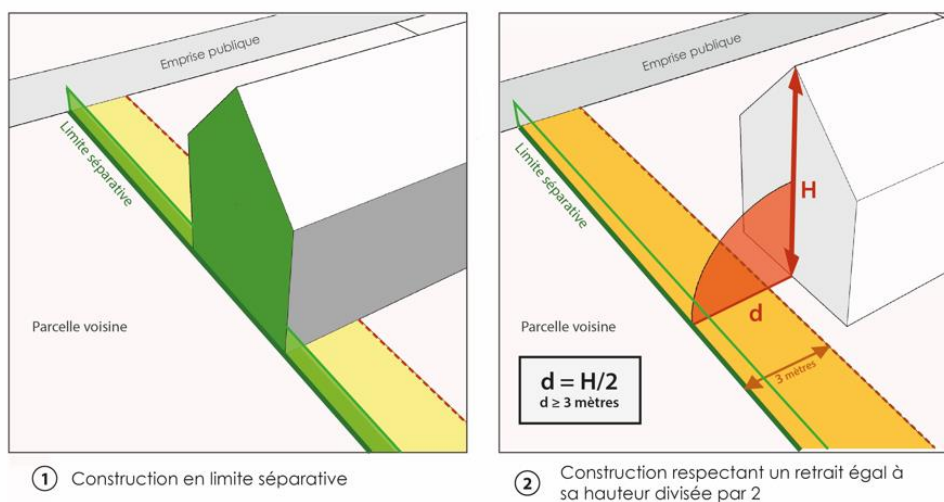 Emprise publique
Limite séparative
Parcelle voisine
1 Construction en limite séparative
Emprise publique
Limite séparative
H
d
Parcelle voisine
3 mètres
d = H/2
d ≥ 3 mètres
2 Construction respectant un retrait égal à
sa hauteur divisée par 2